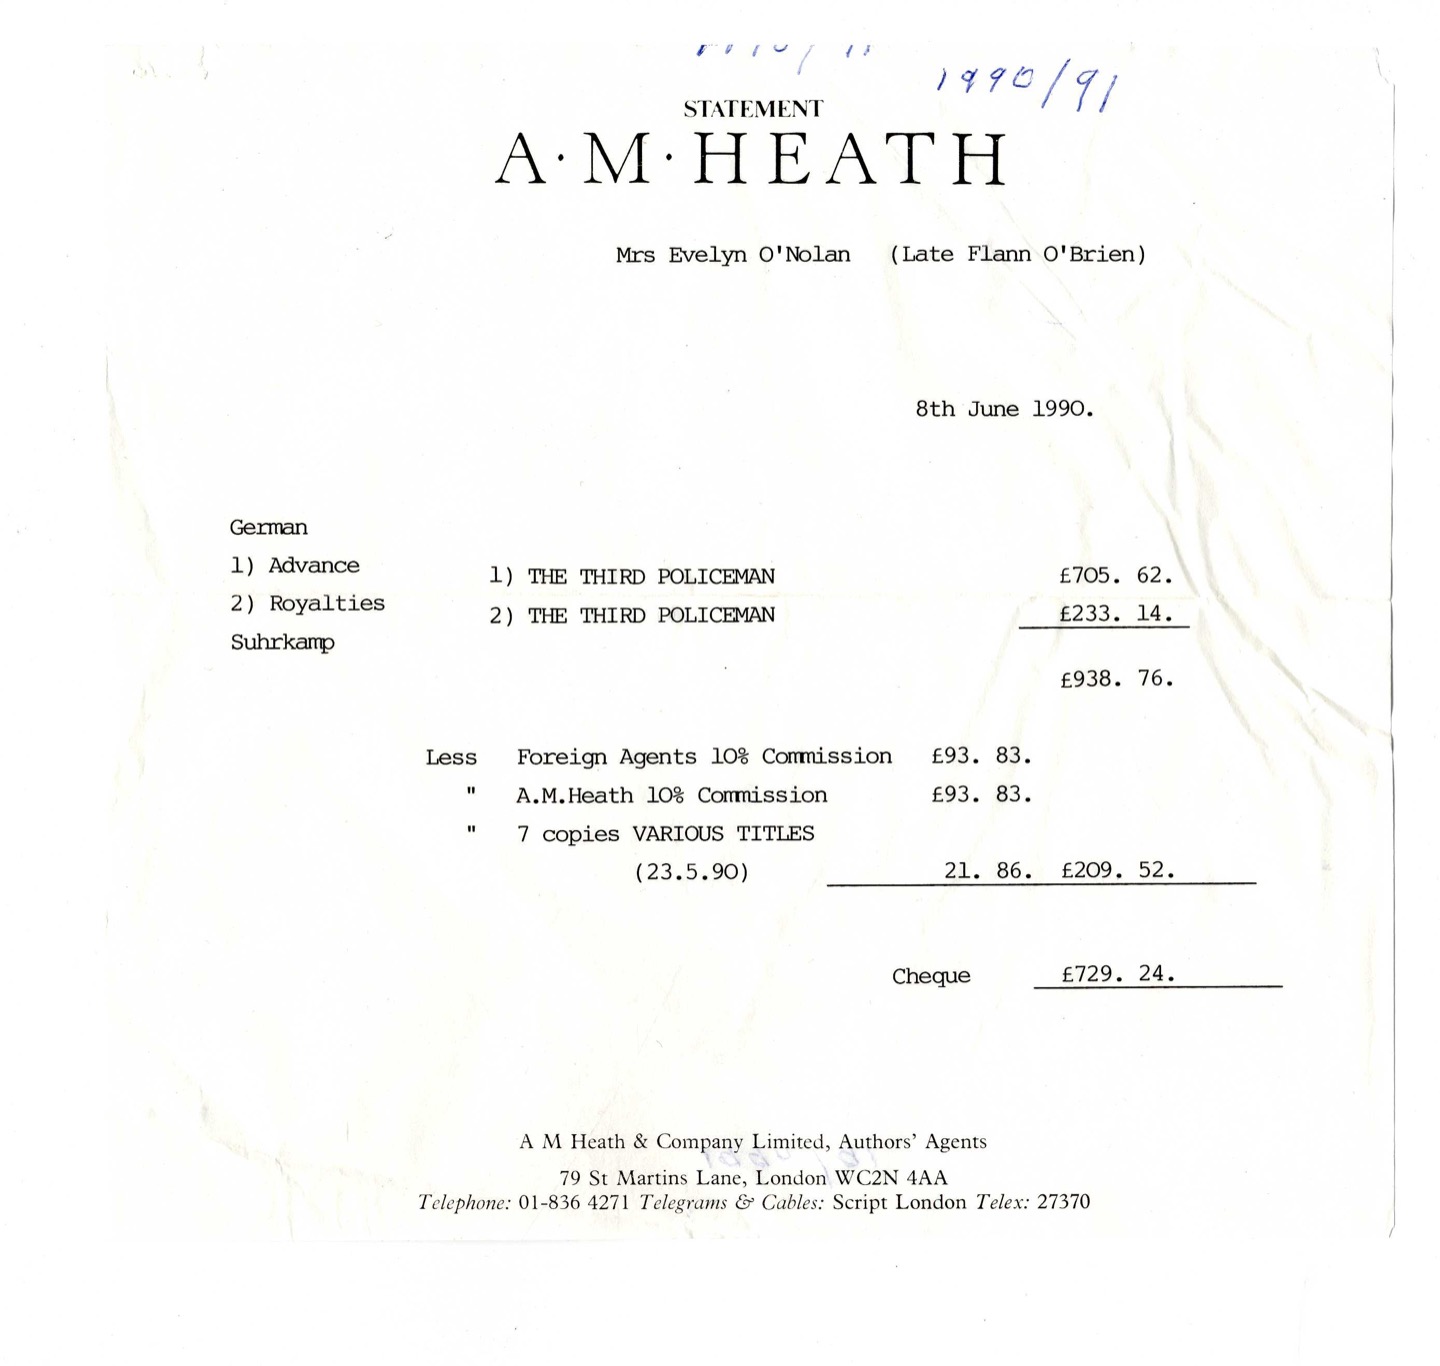 1990/91
STATEMENT
A·M·HEATH
Mrs Evelyn O'Nolan (Late Flann O'Brien)
8th June 1990.
German
1) Advance 1) THE THIRD POLICEMAN £705. 62.
2) Royalties 2) THE THIRD POLICEMAN £233. 14.
Suhrkamp
£938. 76.
Less Foreign Agents 10% Commission £93. 83.
" A.M.Heath 10% Commission £93. 83.
" 7 copies VARIOUS TITLES
(23.5.90) 21. 86. £209. 52.
Cheque £729. 24.
A M Heath & Company Limited, Authors' Agents
79 St Martins Lane, London WC2N 4AA
Telephone: 01-836 4271 Telegrams & Cables: Script London Telex: 27370